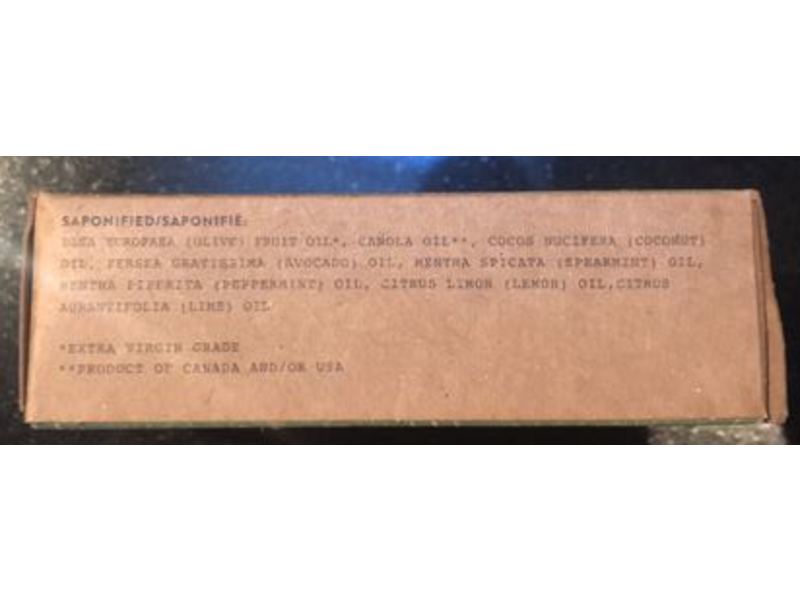 SAPONIFIED/SAPONIFIÉ:
OLEA EUROPAEA (OLIVE) FRUIT OIL*, CANOLA OIL**, COCOS NUCIFERA (COCONUT)
OIL, PERSEA GRATISSIMA (AVOCADO) OIL, MENTHA SPICATA (SPEARMINT) OIL,
MENTHA PIPERITA (PEPPERMINT) OIL, CITRUS LIMON (LEMON) OIL,CITRUS
AURANTIFOLIA (LIME) OIL
*EXTRA VIRGIN GRADE
**PRODUCT OF CANADA AND/OR USA